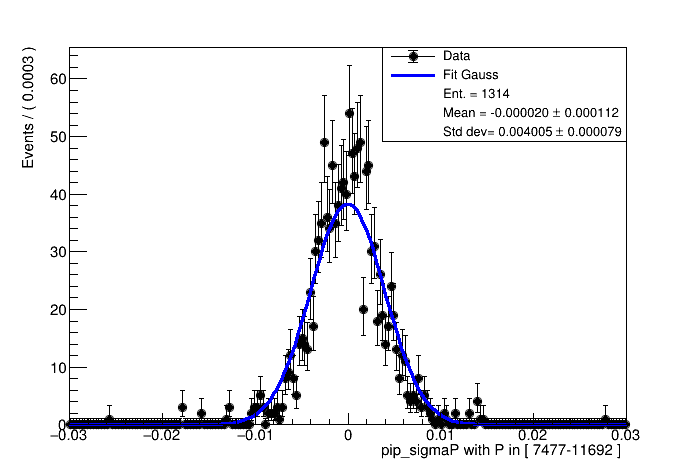 Events / ( 0.0003 )
Data
Fit Gauss
Ent. = 1314
Mean = -0.000020 ± 0.000112
Std dev= 0.004005 ± 0.000079
60
50
40
30
20
10
0
−0.03 −0.02 −0.01 0 0.01 0.02 0.03
pip_sigmaP with P in [ 7477-11692 ]